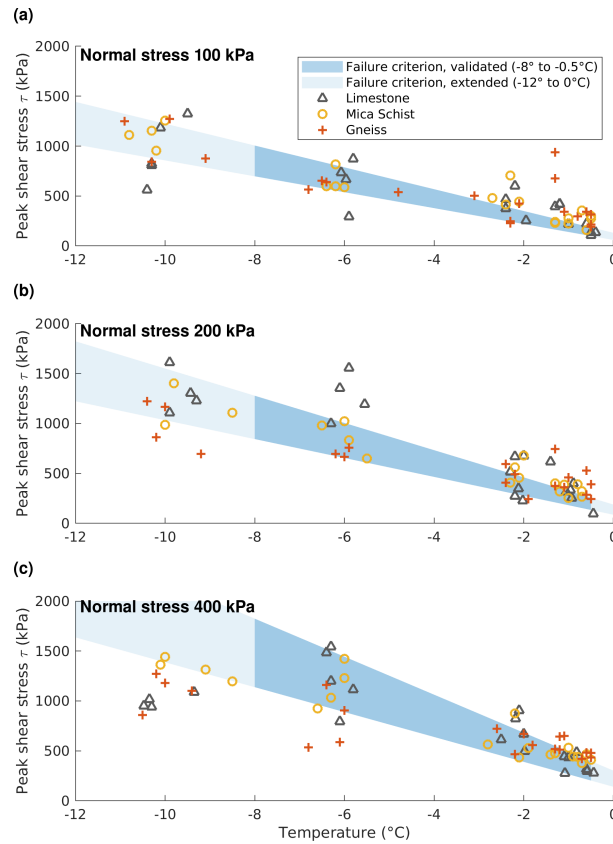 (a)
Normal stress 100 kPa
Failure criterion, validated (-8° to -0.5°C)
Failure criterion, extended (-12° to 0°C)
Limestone
Mica Schist
Gneiss
Peak shear stress τ (kPa)
2000
1500
1000
500
0
-12 -10 -8 -6 -4 -2 0
(b)
Normal stress 200 kPa
Peak shear stress τ (kPa)
2000
1500
1000
500
0
-12 -10 -8 -6 -4 -2 0
(c)
Normal stress 400 kPa
Peak shear stress τ (kPa)
2000
1500
1000
500
0
-12 -10 -8 -6 -4 -2 0
Temperature (°C)